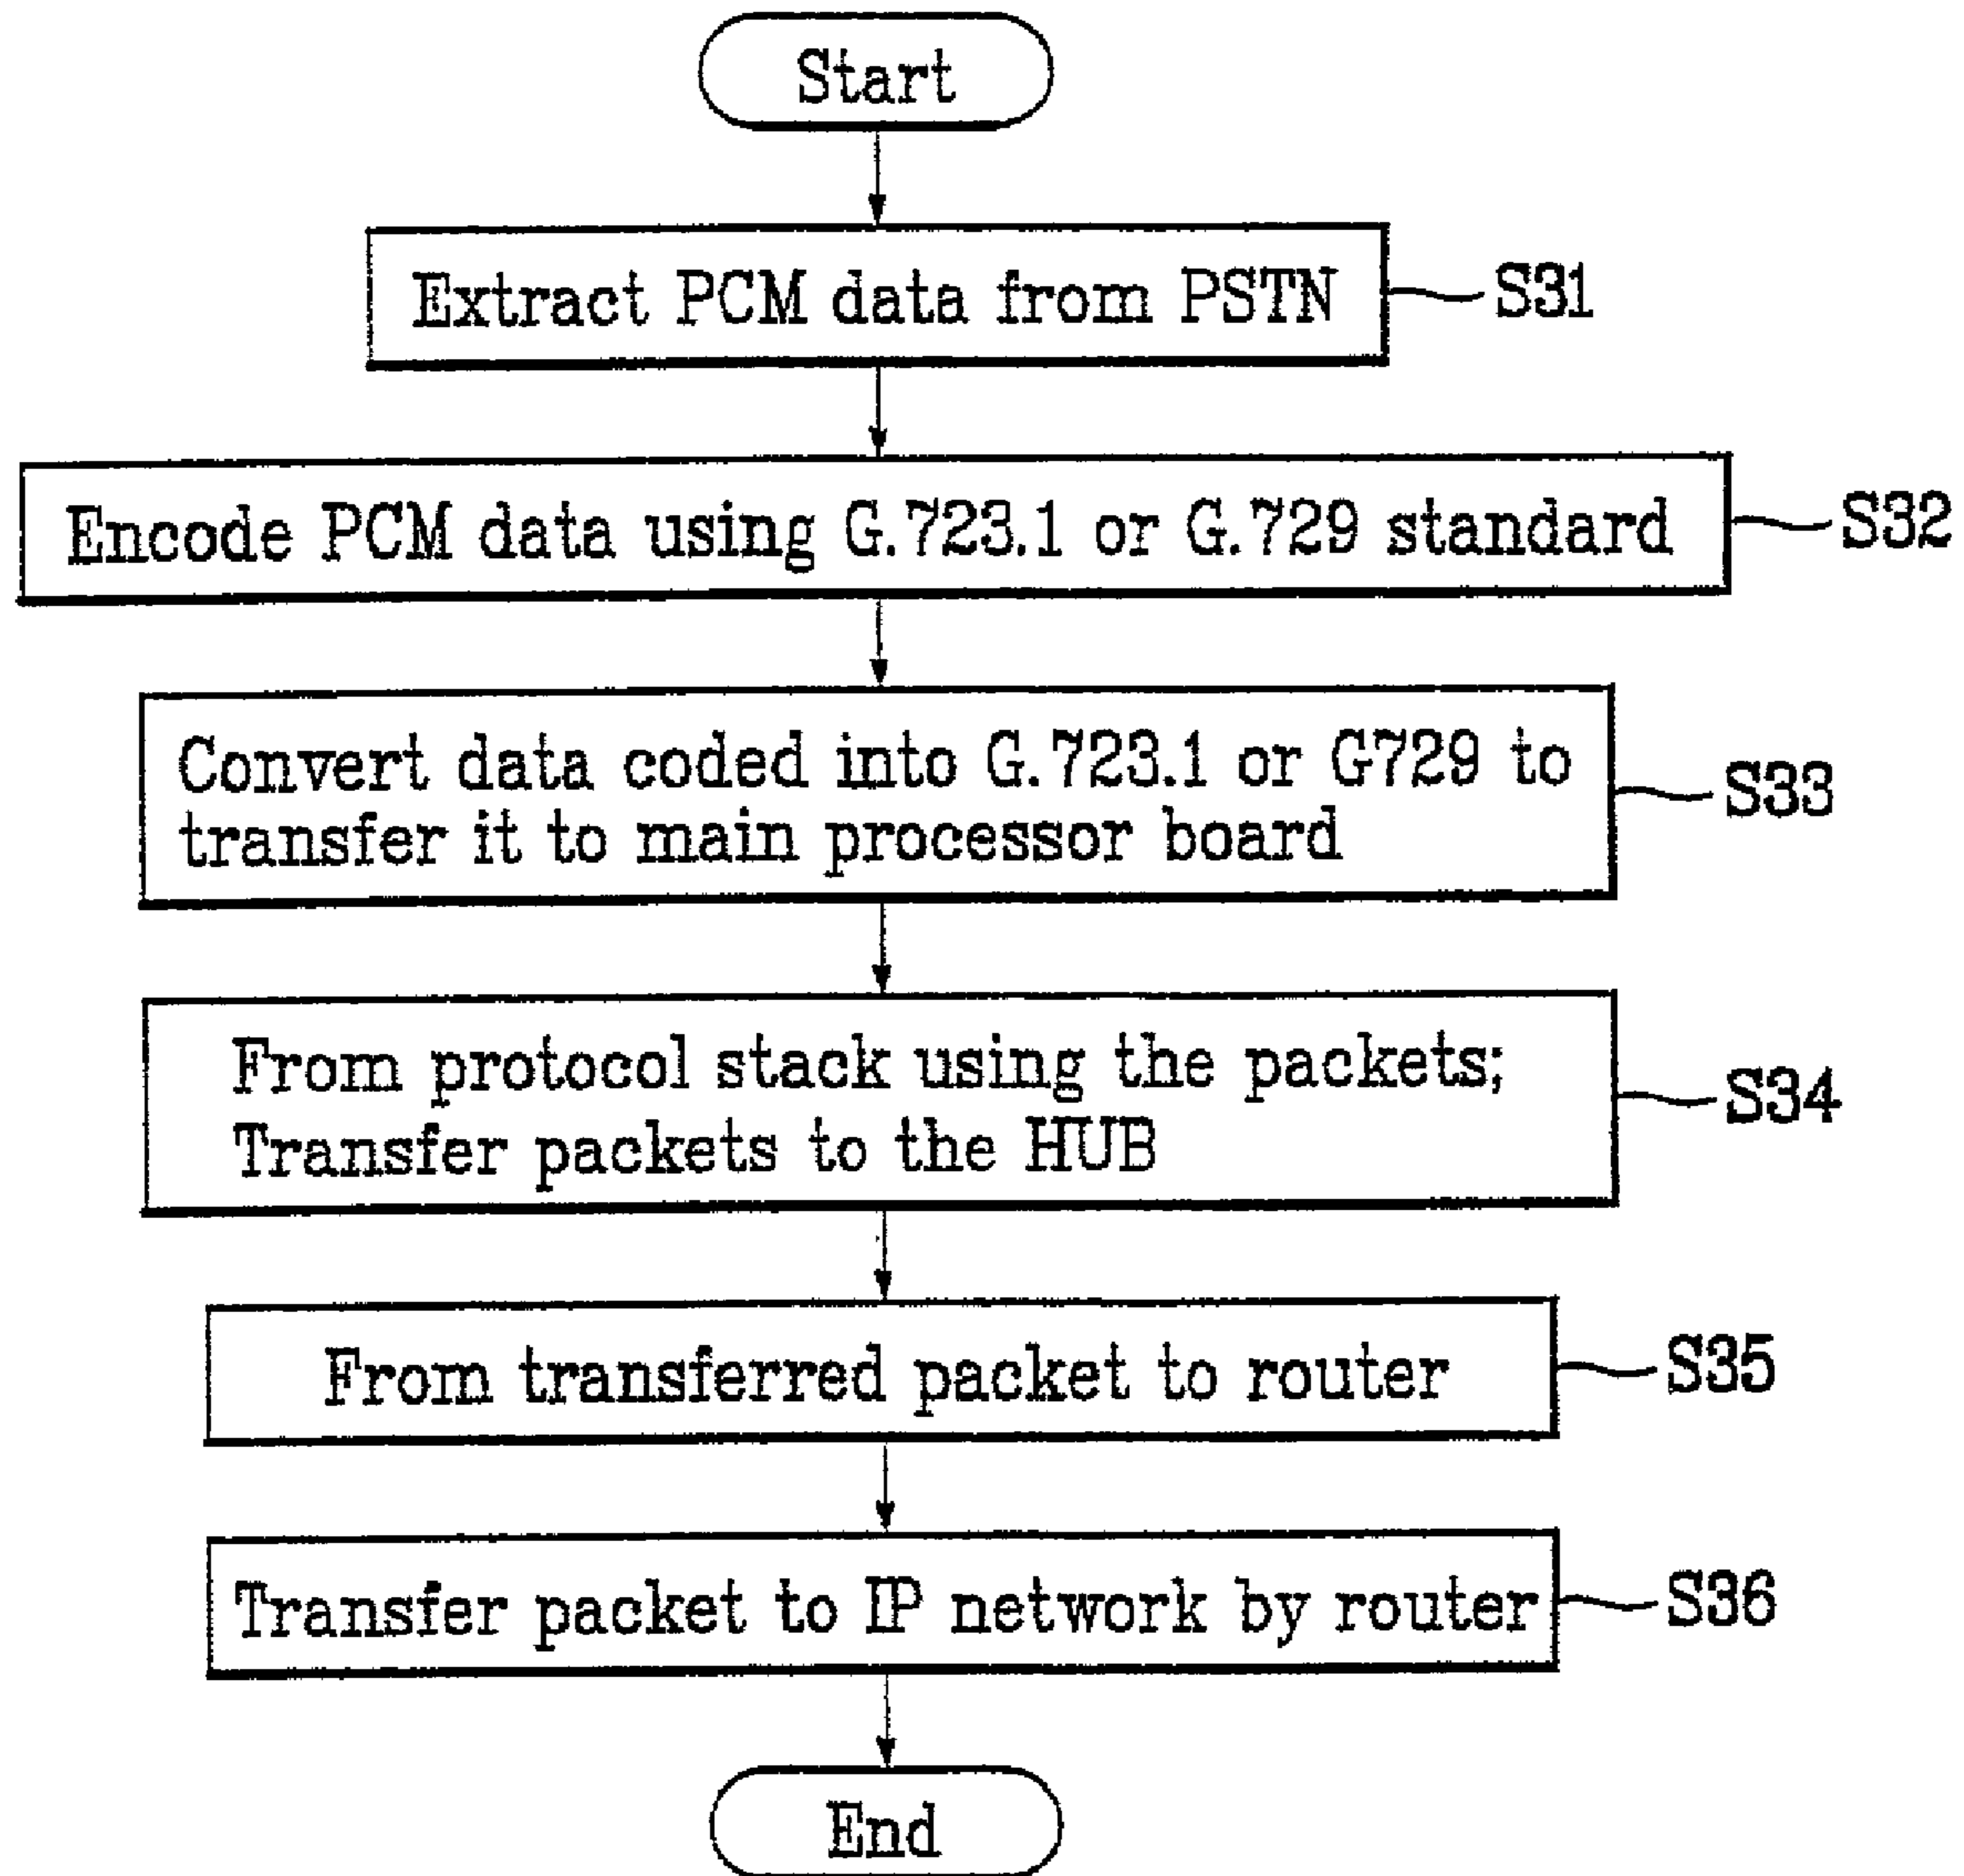 Start
Extract PCM data from PSTN
S31
Encode PCM data using G.723.1 or G.729 standard
S32
Convert data coded into G.723.1 or G729 to
transfer it to main processor board
S33
From protocol stack using the packets;
Transfer packets to the HUB
S34
From transferred packet to router
S35
Transfer packet to IP network by router
S36
End